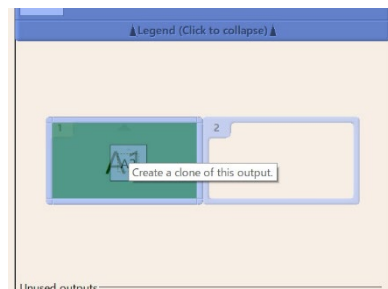 ▲Legend (Click to collapse)▲
1
2
Create a clone of this output.
Unused outputs